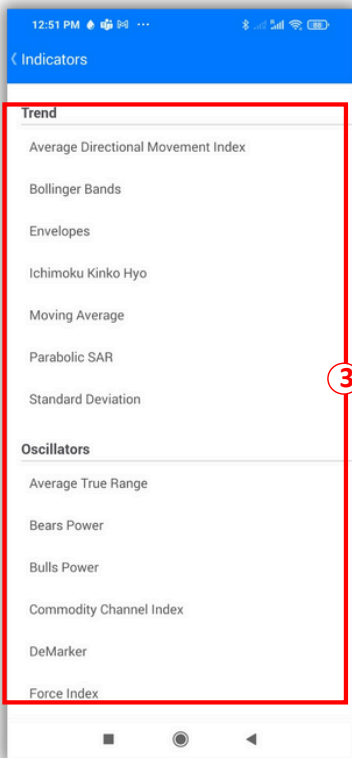 12:51 PM ...
Indicators
Trend
Average Directional Movement Index
Bollinger Bands
Envelopes
Ichimoku Kinko Hyo
Moving Average
Parabolic SAR
3
Standard Deviation
Oscillators
Average True Range
Bears Power
Bulls Power
Commodity Channel Index
DeMarker
Force Index